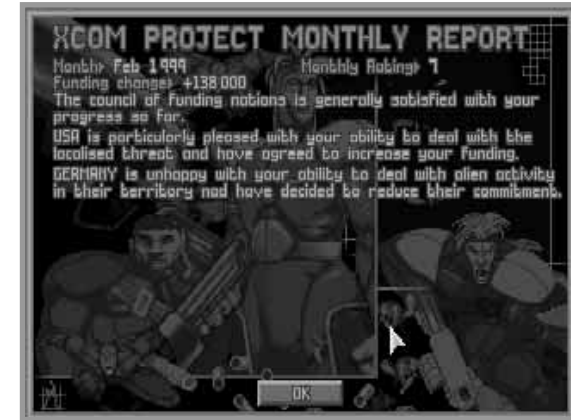 XCOM PROJECT MONTHLY REPORT
Month> Feb 1999 Monthly Rating> 7
Funding change> +138 000
The council of funding nations is generally satisfied with your
progress so far.
USA is particularly pleased with your ability to deal with the
localised threat and have agreed to increase your funding.
GERMANY is unhappy with your ability to deal with alien activity
in their territory nad have decided to reduce their commitment.
OK